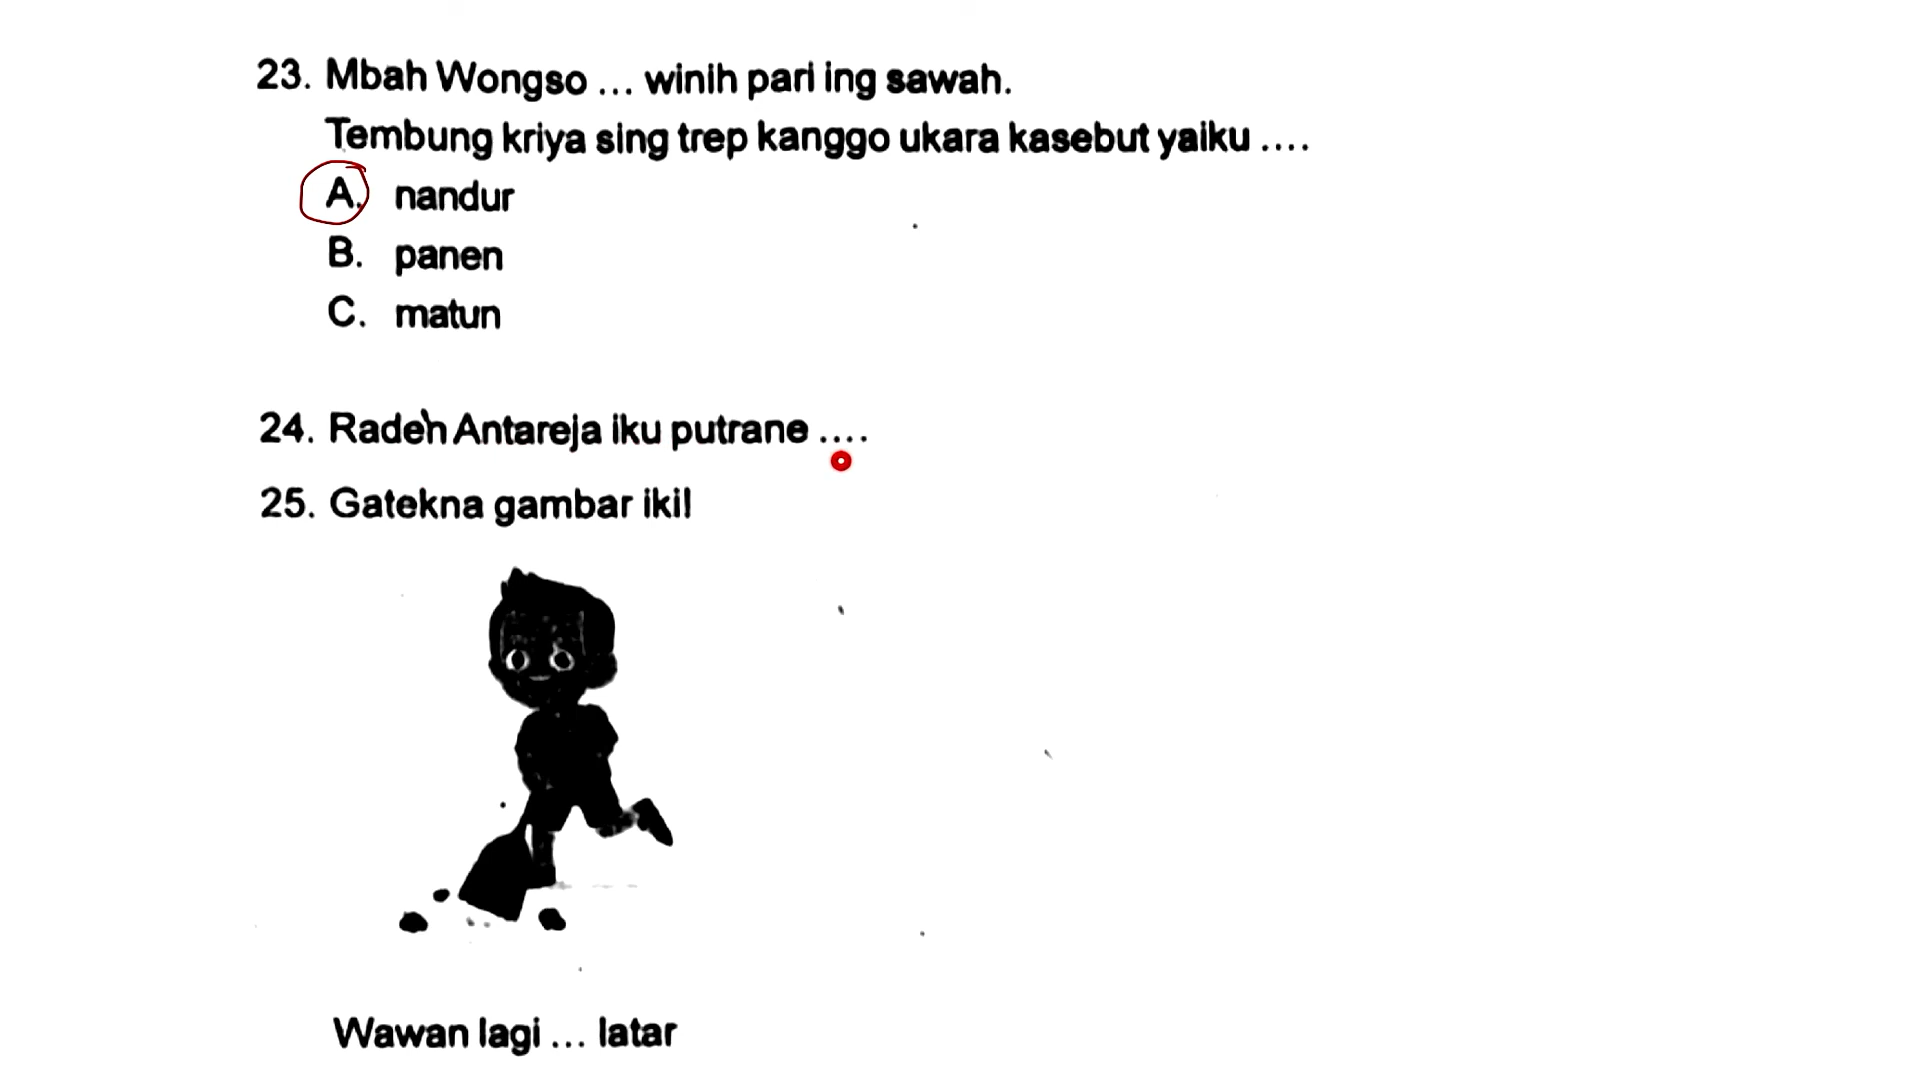 23. Mbah Wongso ... winih pari ing sawah.
Tembung kriya sing trep kanggo ukara kasebut yaiku ....
A. nandur
B. panen
C. matun
24. Raden Antareja iku putrane ....
25. Gatekna gambar iki!
Wawan lagi ... latar